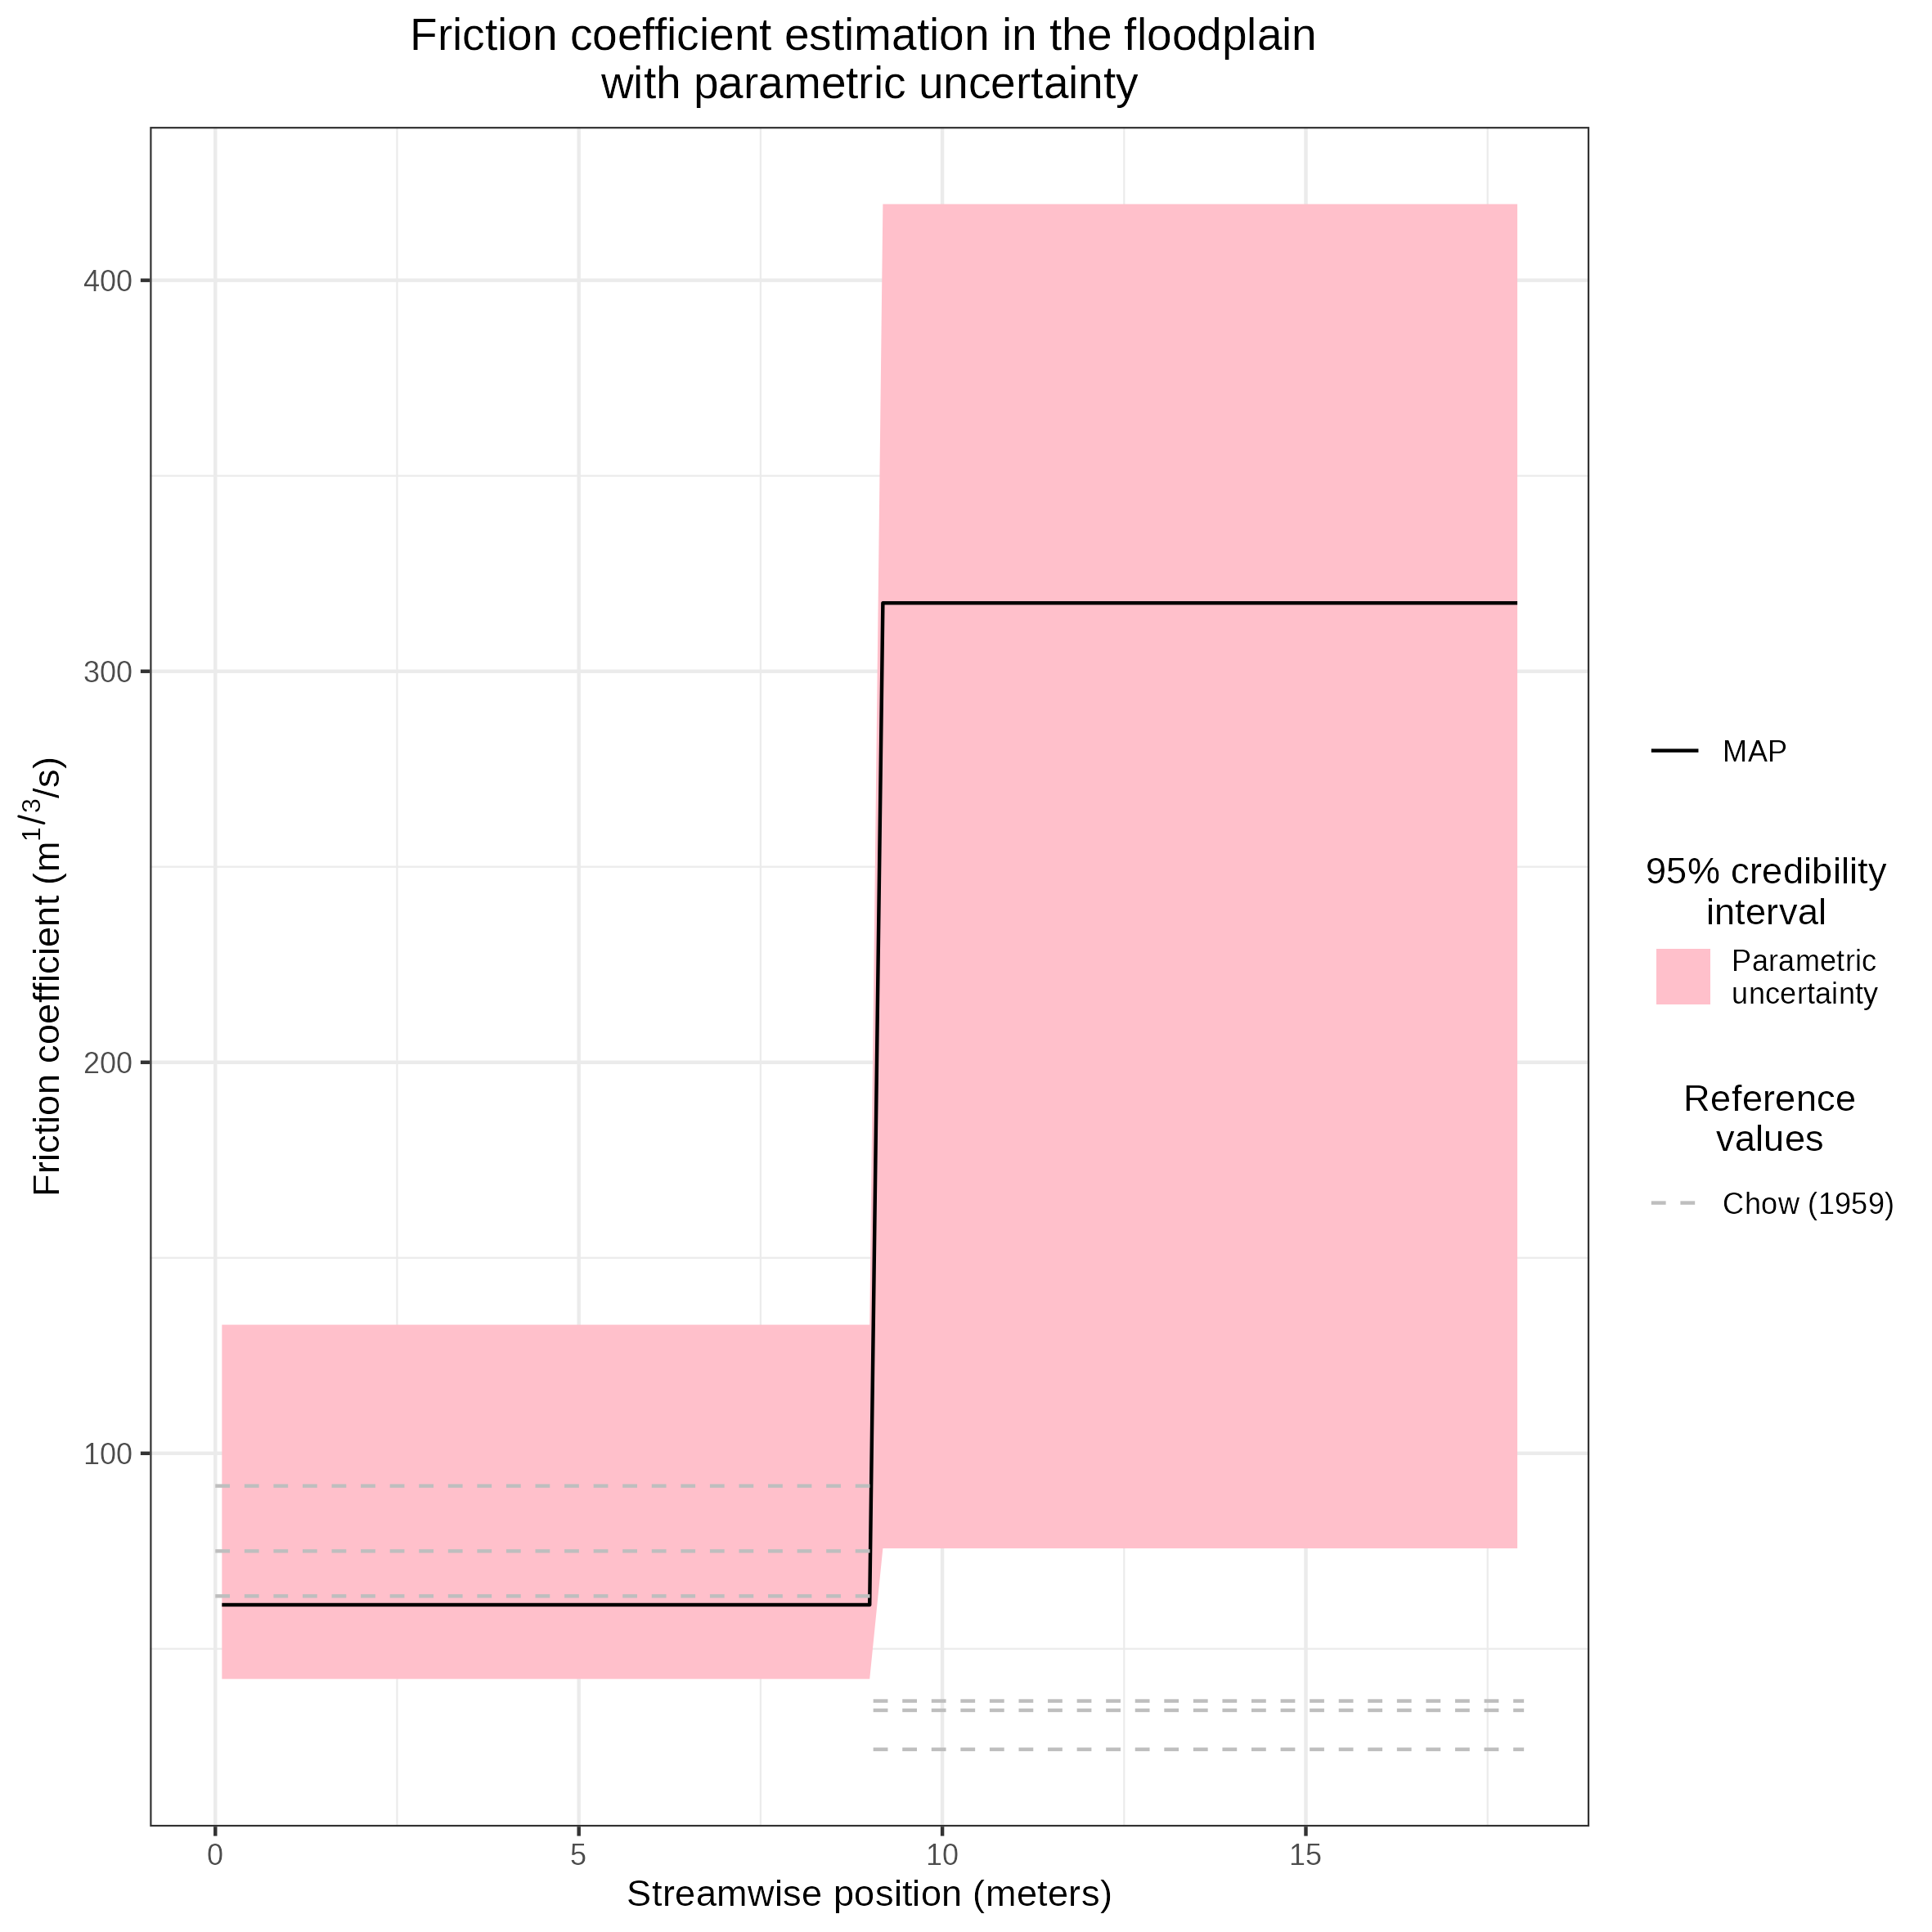 Friction coefficient estimation in the floodplain
with parametric uncertainty
Friction coefficient (m^1/3/s)
400
300
200
100
0
5
10
15
Streamwise position (meters)
MAP
95% credibility
interval
Parametric
uncertainty
Reference
values
Chow (1959)